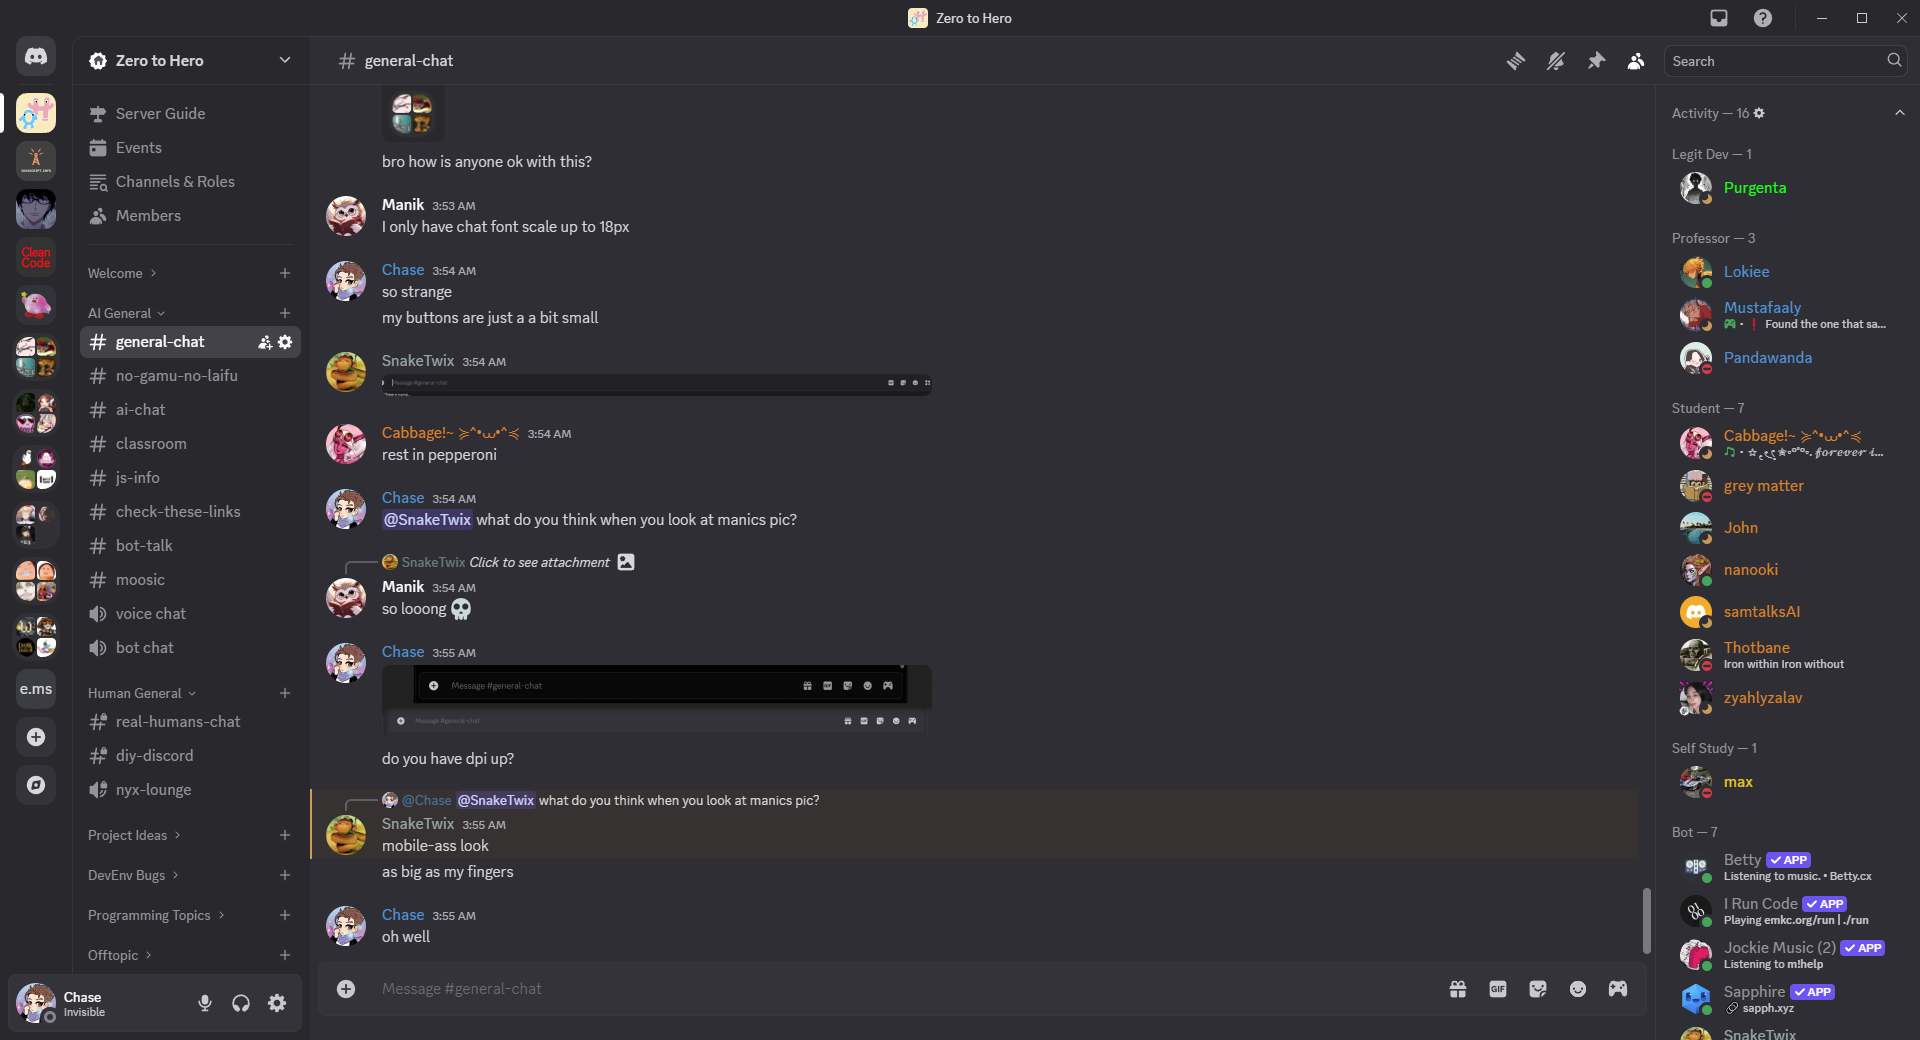 Zero to Hero
Zero to Hero
Server Guide
Events
Channels & Roles
Members
Welcome
AI General
general-chat
no-gamu-no-laifu
ai-chat
classroom
js-info
check-these-links
bot-talk
moosic
voice chat
bot chat
Human General
real-humans-chat
diy-discord
nyx-lounge
Project Ideas
DevEnv Bugs
Programming Topics
Offtopic
Chase
Invisible
Clean
Code
e.ms
general-chat
Search
bro how is anyone ok with this?
Manik 3:53 AM
I only have chat font scale up to 18px
Chase 3:54 AM
so strange
my buttons are just a a bit small
SnakeTwix 3:54 AM
Message #general-chat
Cabbage!~ ≽^•⩊•^≼ 3:54 AM
rest in pepperoni
Chase 3:54 AM
@SnakeTwix what do you think when you look at manics pic?
SnakeTwix Click to see attachment
Manik 3:54 AM
so looong 💀
Chase 3:55 AM
Message #general-chat
Message #general-chat
do you have dpi up?
@Chase @SnakeTwix what do you think when you look at manics pic?
SnakeTwix 3:55 AM
mobile-ass look
as big as my fingers
Chase 3:55 AM
oh well
Message #general-chat
GIF
Activity — 16
Legit Dev — 1
Purgenta
Professor — 3
Lokiee
Mustafaaly
• ❗ Found the one that sa...
Pandawanda
Student — 7
Cabbage!~ ≽^•⩊•^≼
forever i...
grey matter
John
nanooki
samtalksAI
Thotbane
Iron within Iron without
zyahlyzalav
Self Study — 1
max
Bot — 7
Betty ✓ APP
Listening to music. • Betty.cx
I Run Code ✓ APP
Playing emkc.org/run | ./run
Jockie Music (2) ✓ APP
Listening to m!help
Sapphire ✓ APP
sapph.xyz
SnakeTwix